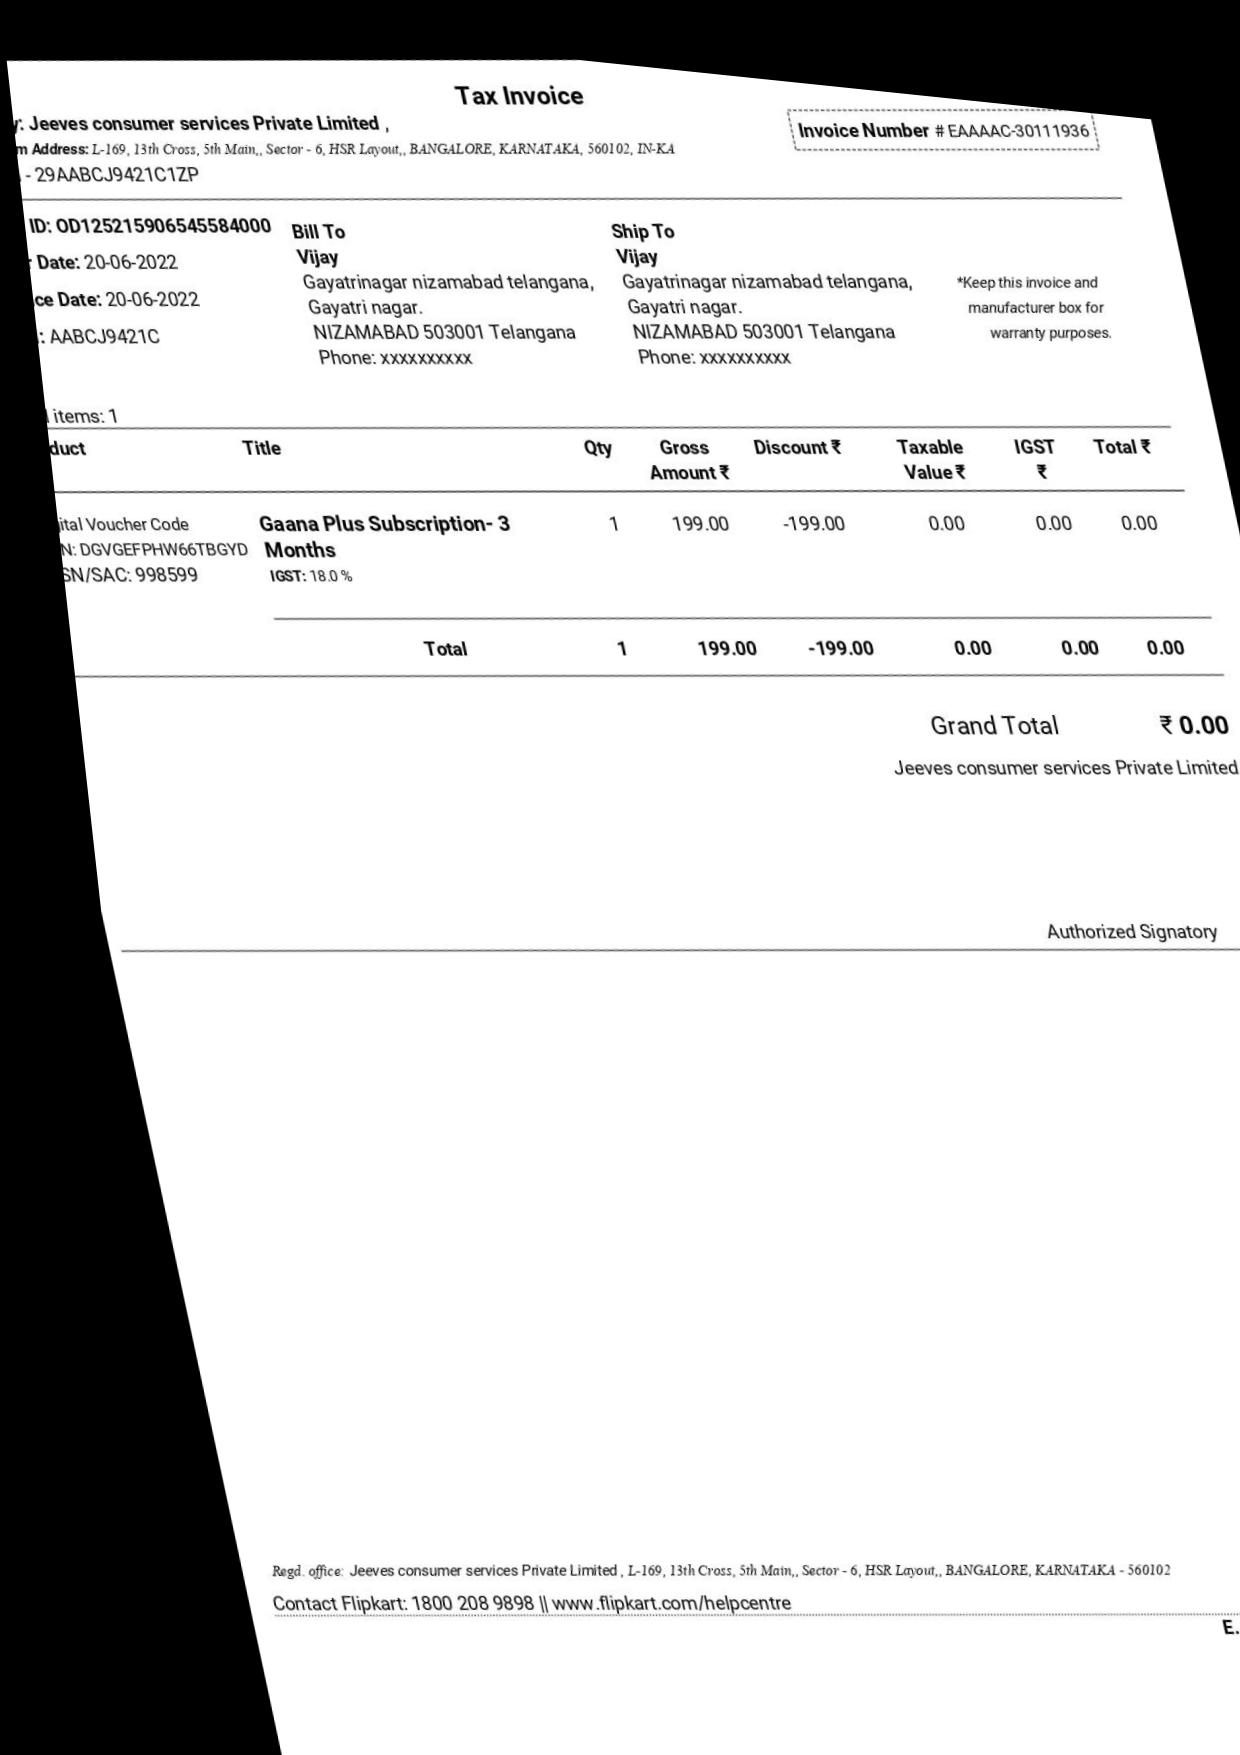 Tax Invoice
Invoice Number # EAAAAC-30111936
Jeeves consumer services Private Limited ,
Address: L-169, 13th Cross, 5th Main,, Sector - 6, HSR Layout,, BANGALORE, KARNATAKA, 560102, IN-KA
- 29AABCJ9421C1ZP
ID: OD125215906545584000
Date: 20-06-2022
Date: 20-06-2022
AABCJ9421C
Bill To
Vijay
Gayatrinagar nizamabad telangana,
Gayatri nagar.
NIZAMABAD 503001 Telangana
Phone: xxxxxxxxxx
Ship To
Vijay
Gayatrinagar nizamabad telangana,
Gayatri nagar.
NIZAMABAD 503001 Telangana
Phone: xxxxxxxxxx
*Keep this invoice and
manufacturer box for
warranty purposes.
items: 1
Title Qty Gross Amount ₹ Discount ₹ Taxable Value ₹ IGST ₹ Total ₹
Voucher Code
DGVGEFPHW66TBGYD
998599
Gaana Plus Subscription- 3 1 199.00 -199.00 0.00 0.00 0.00
Months
IGST: 18.0 %
Total 1 199.00 -199.00 0.00 0.00 0.00
Grand Total ₹ 0.00
Jeeves consumer services Private Limited
Authorized Signatory
Regd. office: Jeeves consumer services Private Limited , L-169, 13th Cross, 5th Main,, Sector - 6, HSR Layout,, BANGALORE, KARNATAKA - 560102
Contact Flipkart: 1800 208 9898 || www.flipkart.com/helpcentre
E.